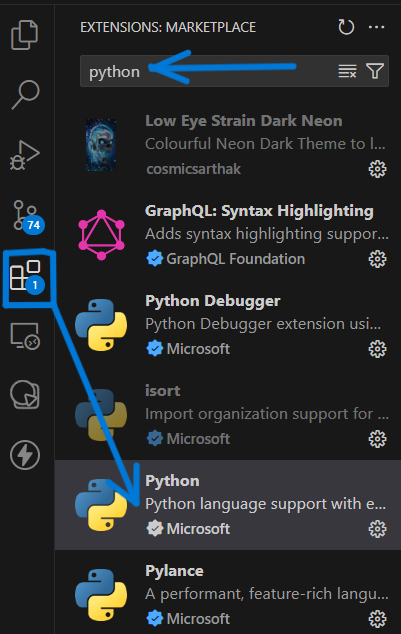 EXTENSIONS: MARKETPLACE
python
Low Eye Strain Dark Neon
Colourful Neon Dark Theme to l...
cosmicsarthak
74
GraphQL: Syntax Highlighting
Adds syntax highlighting suppor...
GraphQL Foundation
1
Python Debugger
Python Debugger extension usi...
Microsoft
isort
Import organization support for ...
Microsoft
Python
Python language support with e...
Microsoft
Pylance
A performant, feature-rich langu...
Microsoft